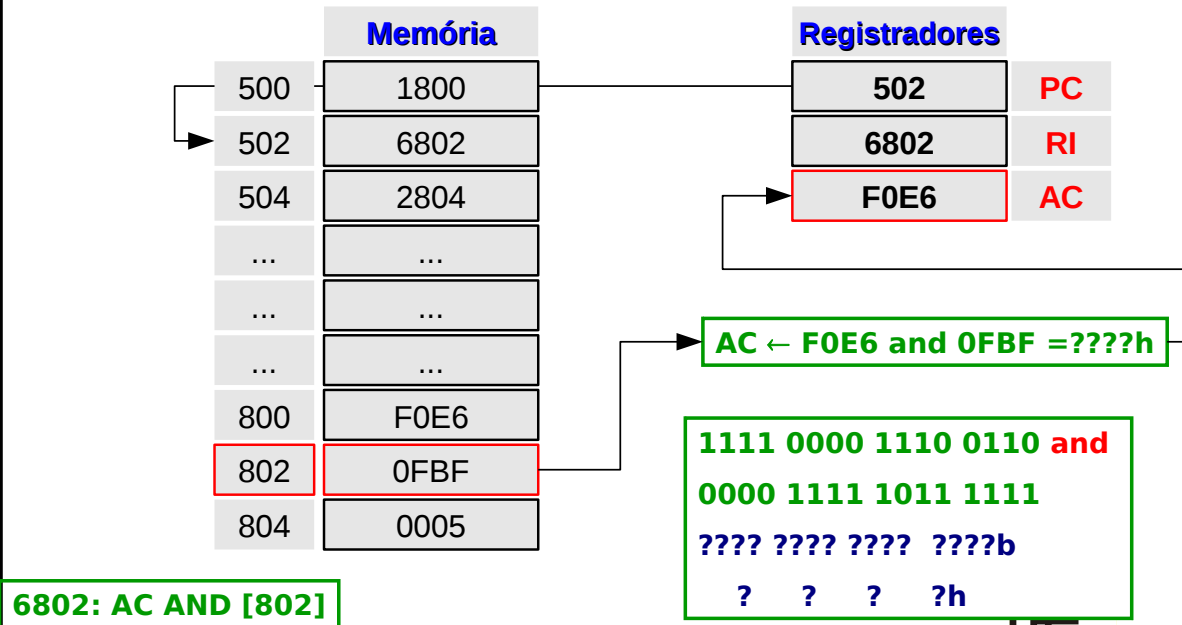 Memória Registradores
500 1800 502 PC
502 6802 6802 RI
504 2804 F0E6 AC
... ...
... ...
AC ← F0E6 and 0FBF =????h
... ...
800 F0E6
1111 0000 1110 0110 and
802 0FBF
0000 1111 1011 1111
804 0005
???? ???? ???? ????b
? ? ? ?h
6802: AC AND [802]